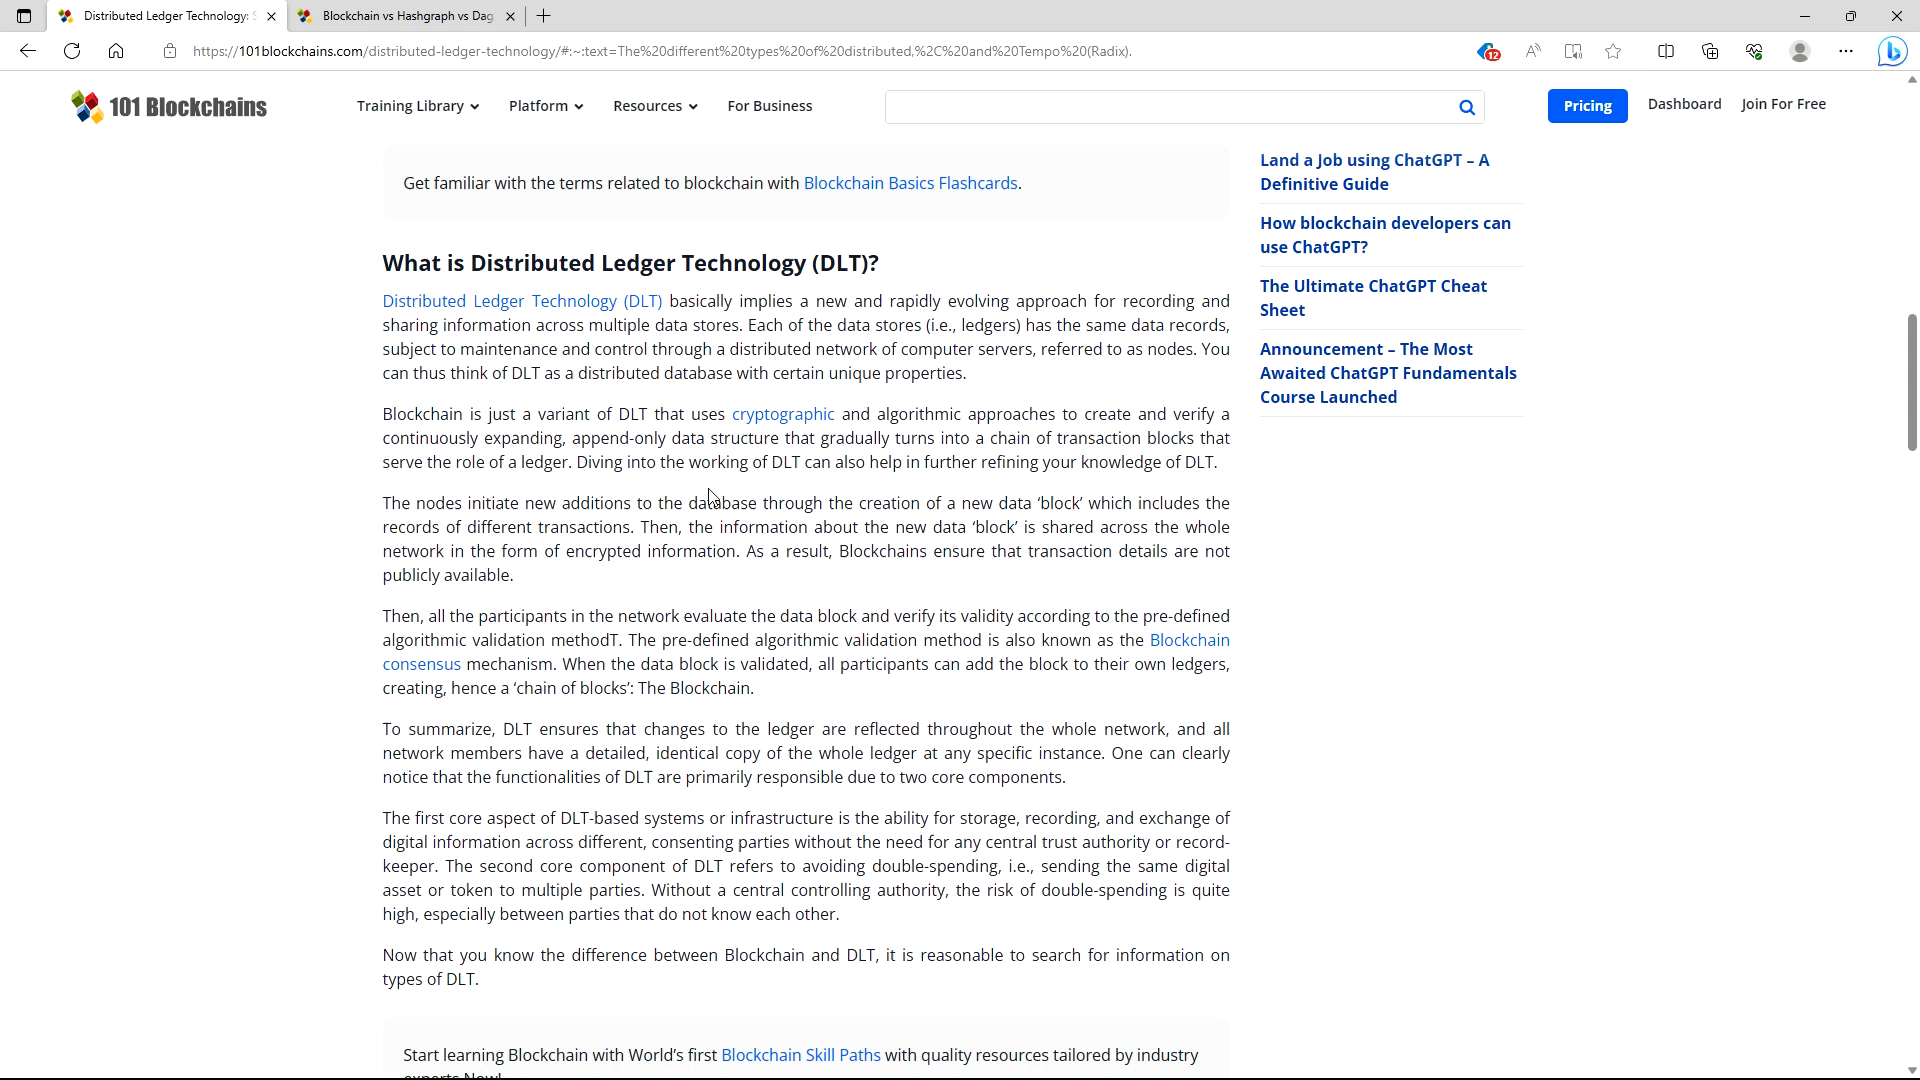 Distributed Ledger Technology: S
Blockchain vs Hashgraph vs Dag
https://101blockchains.com/distributed-ledger-technology/#:~:text=The%20different%20types%20of%20distributed,%2C%20and%20Tempo%20(Radix).
12
101 Blockchains
Training Library
Platform
Resources
For Business
Pricing
Dashboard
Join For Free
Get familiar with the terms related to blockchain with Blockchain Basics Flashcards.
What is Distributed Ledger Technology (DLT)?
Distributed Ledger Technology (DLT) basically implies a new and rapidly evolving approach for recording and
sharing information across multiple data stores. Each of the data stores (i.e., ledgers) has the same data records,
subject to maintenance and control through a distributed network of computer servers, referred to as nodes. You
can thus think of DLT as a distributed database with certain unique properties.
Blockchain is just a variant of DLT that uses cryptographic and algorithmic approaches to create and verify a
continuously expanding, append-only data structure that gradually turns into a chain of transaction blocks that
serve the role of a ledger. Diving into the working of DLT can also help in further refining your knowledge of DLT.
The nodes initiate new additions to the database through the creation of a new data ‘block’ which includes the
records of different transactions. Then, the information about the new data ‘block’ is shared across the whole
network in the form of encrypted information. As a result, Blockchains ensure that transaction details are not
publicly available.
Then, all the participants in the network evaluate the data block and verify its validity according to the pre-defined
algorithmic validation methodT. The pre-defined algorithmic validation method is also known as the Blockchain
consensus mechanism. When the data block is validated, all participants can add the block to their own ledgers,
creating, hence a ‘chain of blocks’: The Blockchain.
To summarize, DLT ensures that changes to the ledger are reflected throughout the whole network, and all
network members have a detailed, identical copy of the whole ledger at any specific instance. One can clearly
notice that the functionalities of DLT are primarily responsible due to two core components.
The first core aspect of DLT-based systems or infrastructure is the ability for storage, recording, and exchange of
digital information across different, consenting parties without the need for any central trust authority or record-
keeper. The second core component of DLT refers to avoiding double-spending, i.e., sending the same digital
asset or token to multiple parties. Without a central controlling authority, the risk of double-spending is quite
high, especially between parties that do not know each other.
Now that you know the difference between Blockchain and DLT, it is reasonable to search for information on
types of DLT.
Start learning Blockchain with World’s first Blockchain Skill Paths with quality resources tailored by industry
experts Now!
Land a Job using ChatGPT – A
Definitive Guide
How blockchain developers can
use ChatGPT?
The Ultimate ChatGPT Cheat
Sheet
Announcement – The Most
Awaited ChatGPT Fundamentals
Course Launched